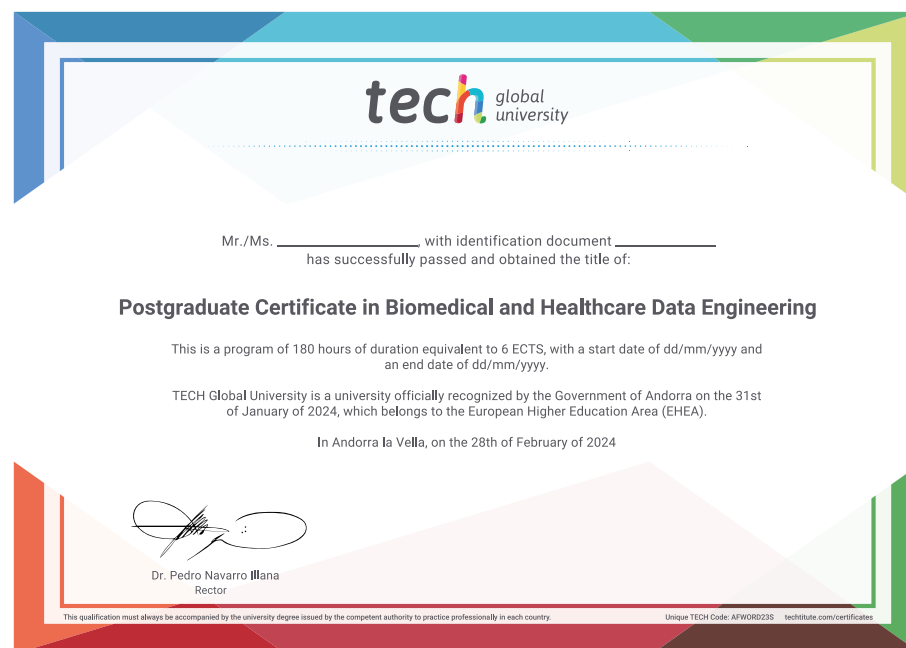 tech global university
Mr./Ms. ____________, with identification document ____________
has successfully passed and obtained the title of:
Postgraduate Certificate in Biomedical and Healthcare Data Engineering
This is a program of 180 hours of duration equivalent to 6 ECTS, with a start date of dd/mm/yyyy and
an end date of dd/mm/yyyy.
TECH Global University is a university officially recognized by the Government of Andorra on the 31st
of January of 2024, which belongs to the European Higher Education Area (EHEA).
In Andorra la Vella, on the 28th of February of 2024
Dr. Pedro Navarro Illana
Rector
This qualification must always be accompanied by the university degree issued by the competent authority to practice professionally in each country.
Unique TECH Code: AFWORD23S techtitute.com/certificates